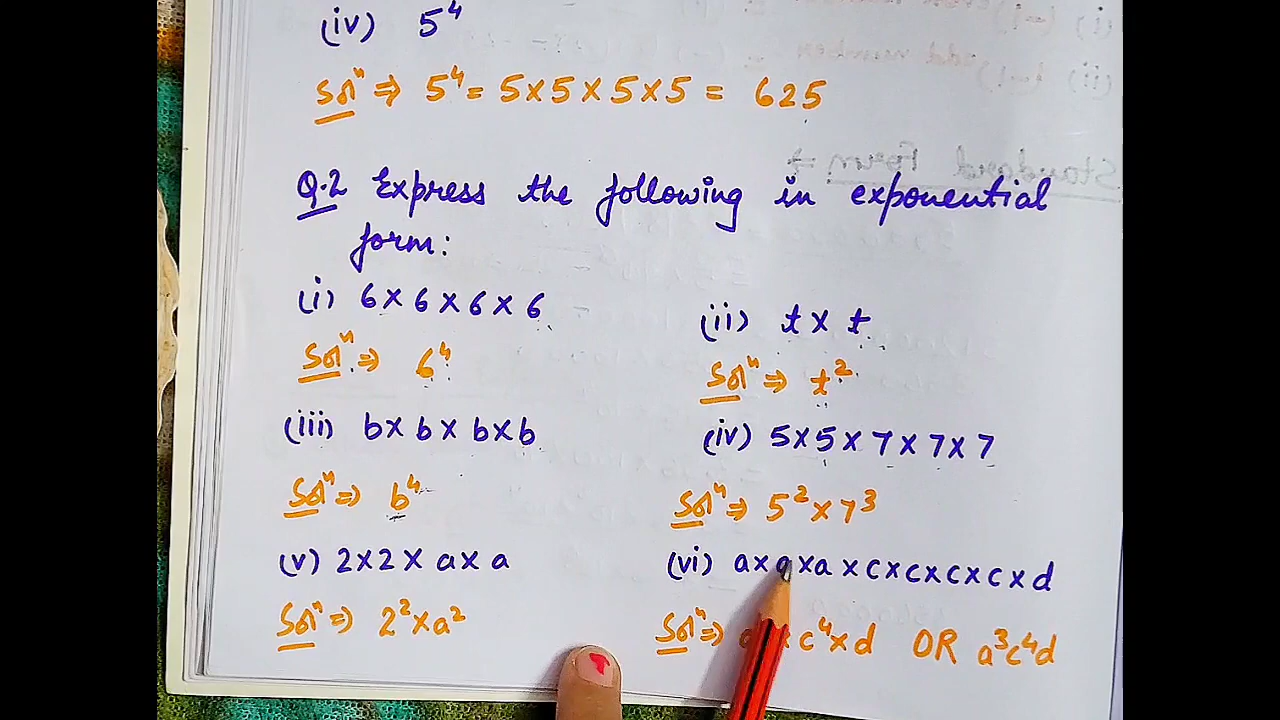 (iv) 5⁴
Solⁿ ⇒ 5⁴ = 5×5×5×5 = 625
Q.2 Express the following in exponential
form:
(i) 6×6×6×6
(ii) t×t
Solⁿ ⇒ 6⁴
Solⁿ ⇒ t²
(iii) b×b×b×b
(iv) 5×5×7×7×7
Solⁿ ⇒ b⁴
Solⁿ ⇒ 5²×7³
(v) 2×2×a×a
(vi) a×a×a×c×c×c×c×d
Solⁿ ⇒ 2²×a²
Solⁿ ⇒ ×c⁴×d OR a³c⁴d